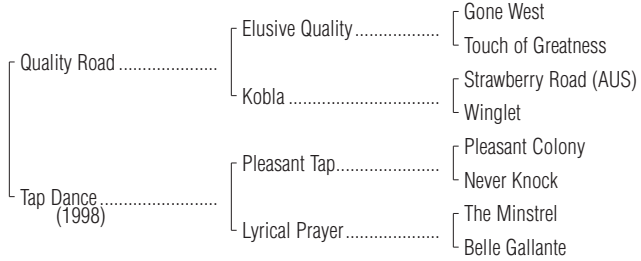 Gone West
Elusive Quality ...................
Touch of Greatness
Quality Road ......................
Strawberry Road (AUS)
Kobla ..................................
Winglet
Pleasant Colony
Pleasant Tap.......................
Never Knock
Tap Dance ..........................
(1998)
The Minstrel
Lyrical Prayer.....................
Belle Gallante